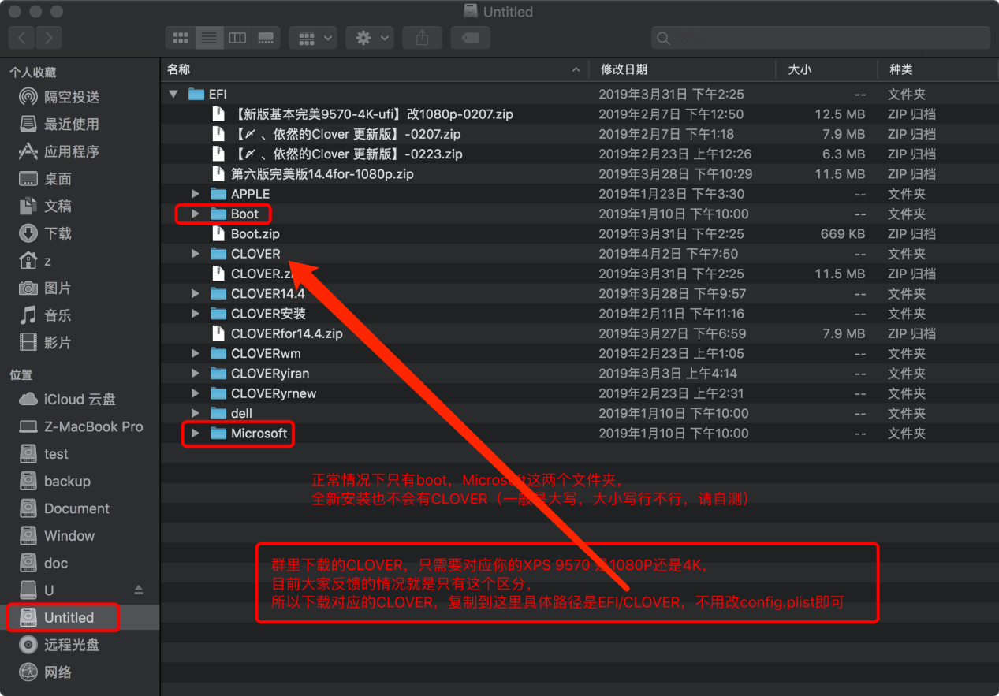 Untitled
个人收藏
隔空投送
最近使用
应用程序
桌面
文稿
下载
z
图片
音乐
影片
位置
iCloud 云盘
Z-MacBook Pro
test
backup
Document
Window
doc
U
Untitled
远程光盘
网络
名称 修改日期 大小 种类
EFI 2019年3月31日 下午2:25 -- 文件夹
【新版基本完美9570-4K-ufi】改1080p-0207.zip 2019年2月7日 下午12:50 12.5 MB ZIP 归档
【〆、依然的Clover 更新版】-0207.zip 2019年2月7日 下午1:18 7.9 MB ZIP 归档
【〆、依然的Clover 更新版】-0223.zip 2019年2月23日 上午12:26 6.3 MB ZIP 归档
第六版完美版14.4for-1080p.zip 2019年3月28日 下午10:29 11.5 MB ZIP 归档
APPLE 2019年1月23日 下午3:30 -- 文件夹
Boot 2019年1月10日 下午10:00 -- 文件夹
Boot.zip 2019年3月31日 下午2:25 669 KB ZIP 归档
CLOVER 2019年4月2日 下午7:50 -- 文件夹
CLOVER.zi 2019年3月31日 下午2:25 11.5 MB ZIP 归档
CLOVER14.4 2019年3月28日 下午9:57 -- 文件夹
CLOVER安装 2019年2月11日 下午11:16 -- 文件夹
CLOVERfor14.4.zip 2019年3月27日 下午6:59 7.9 MB ZIP 归档
CLOVERwm 2019年2月23日 上午1:05 -- 文件夹
CLOVERyiran 2019年3月3日 上午4:14 -- 文件夹
CLOVERyrnew 2019年2月23日 上午2:31 -- 文件夹
dell 2019年1月10日 下午10:00 -- 文件夹
Microsoft 2019年1月10日 下午10:00 -- 文件夹
正常情况下只有boot，Microsoft这两个文件夹，
全新安装也不会有CLOVER（一般是大写，大小写行不行，请自测）
群里下载的CLOVER，只需要对应你的XPS 9570 是1080P还是4K，
目前大家反馈的情况就是只有这个区分，
所以下载对应的CLOVER，复制到这里具体路径是EFI/CLOVER，不用改config.plist即可